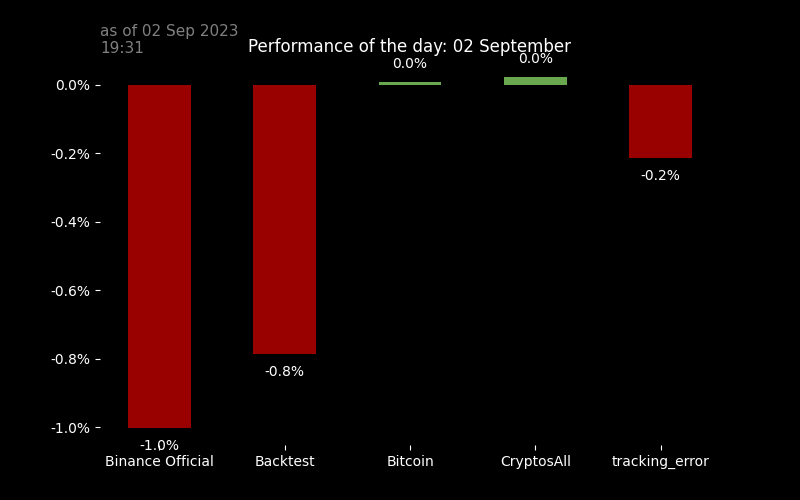 as of 02 Sep 2023
19:31
Performance of the day: 02 September
0.0%
0.0%
0.0%
-0.2%
-0.2%
-0.4%
-0.6%
-0.8%
-0.8%
-1.0%
-1.0%
Binance Official
Backtest
Bitcoin
CryptosAll
tracking_error